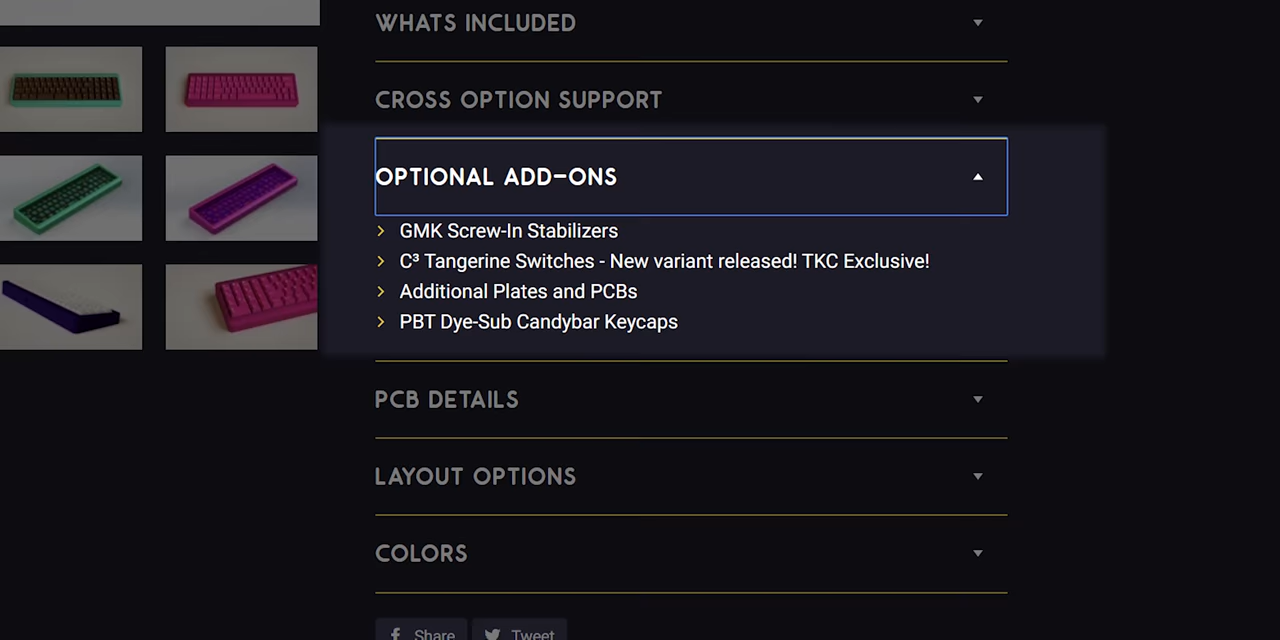 WHATS INCLUDED
CROSS OPTION SUPPORT
OPTIONAL ADD-ONS
GMK Screw-In Stabilizers
C³ Tangerine Switches - New variant released! TKC Exclusive!
Additional Plates and PCBs
PBT Dye-Sub Candybar Keycaps
PCB DETAILS
LAYOUT OPTIONS
COLORS
Share Tweet